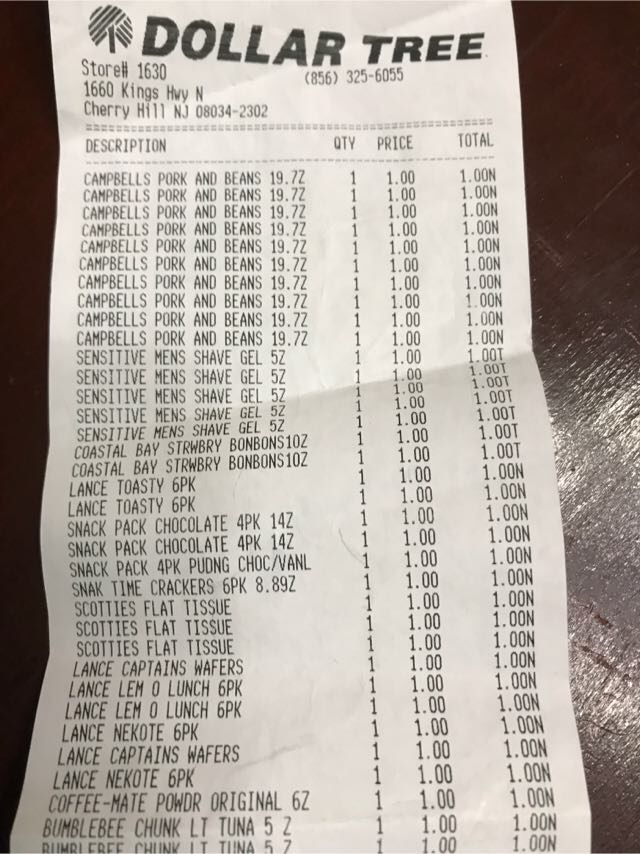 DOLLAR TREE
Store# 1630 (856) 325-6055
1660 Kings Hwy N
Cherry Hill NJ 08034-2302
DESCRIPTION QTY PRICE TOTAL
CAMPBELLS PORK AND BEANS 19.7Z 1 1.00 1.00N
CAMPBELLS PORK AND BEANS 19.7Z 1 1.00 1.00N
CAMPBELLS PORK AND BEANS 19.7Z 1 1.00 1.00N
CAMPBELLS PORK AND BEANS 19.7Z 1 1.00 1.00N
CAMPBELLS PORK AND BEANS 19.7Z 1 1.00 1.00N
CAMPBELLS PORK AND BEANS 19.7Z 1 1.00 1.00N
CAMPBELLS PORK AND BEANS 19.7Z 1 1.00 1.00N
CAMPBELLS PORK AND BEANS 19.7Z 1 1.00 1.00N
CAMPBELLS PORK AND BEANS 19.7Z 1 1.00 1.00N
CAMPBELLS PORK AND BEANS 19.7Z 1 1.00 1.00N
SENSITIVE MENS SHAVE GEL 5Z 1 1.00 1.00T
SENSITIVE MENS SHAVE GEL 5Z 1 1.00 1.00T
SENSITIVE MENS SHAVE GEL 5Z 1 1.00 1.00T
SENSITIVE MENS SHAVE GEL 5Z 1 1.00 1.00T
SENSITIVE MENS SHAVE GEL 5Z 1 1.00 1.00T
COASTAL BAY STRWBRY BONBONS10Z 1 1.00 1.00T
COASTAL BAY STRWBRY BONBONS10Z 1 1.00 1.00T
LANCE TOASTY 6PK 1 1.00 1.00N
LANCE TOASTY 6PK 1 1.00 1.00N
SNACK PACK CHOCOLATE 4PK 14Z 1 1.00 1.00N
SNACK PACK CHOCOLATE 4PK 14Z 1 1.00 1.00N
SNACK PACK 4PK PUDNG CHOC/VANL 1 1.00 1.00N
SNAK TIME CRACKERS 6PK 8.89Z 1 1.00 1.00N
SCOTTIES FLAT TISSUE 1 1.00 1.00N
SCOTTIES FLAT TISSUE 1 1.00 1.00N
SCOTTIES FLAT TISSUE 1 1.00 1.00N
LANCE CAPTAINS WAFERS 1 1.00 1.00N
LANCE LEM O LUNCH 6PK 1 1.00 1.00N
LANCE LEM O LUNCH 6PK 1 1.00 1.00N
LANCE NEKOTE 6PK 1 1.00 1.00N
LANCE CAPTAINS WAFERS 1 1.00 1.00N
LANCE NEKOTE 6PK 1 1.00 1.00N
COFFEE-MATE POWDR ORIGINAL 6Z 1 1.00 1.00N
BUMBLEBEE CHUNK LT TUNA 5 Z 1 1.00 1.00N
BUMBLEBEE CHUNK LT TUNA 5 Z 1 1.00 1.00N